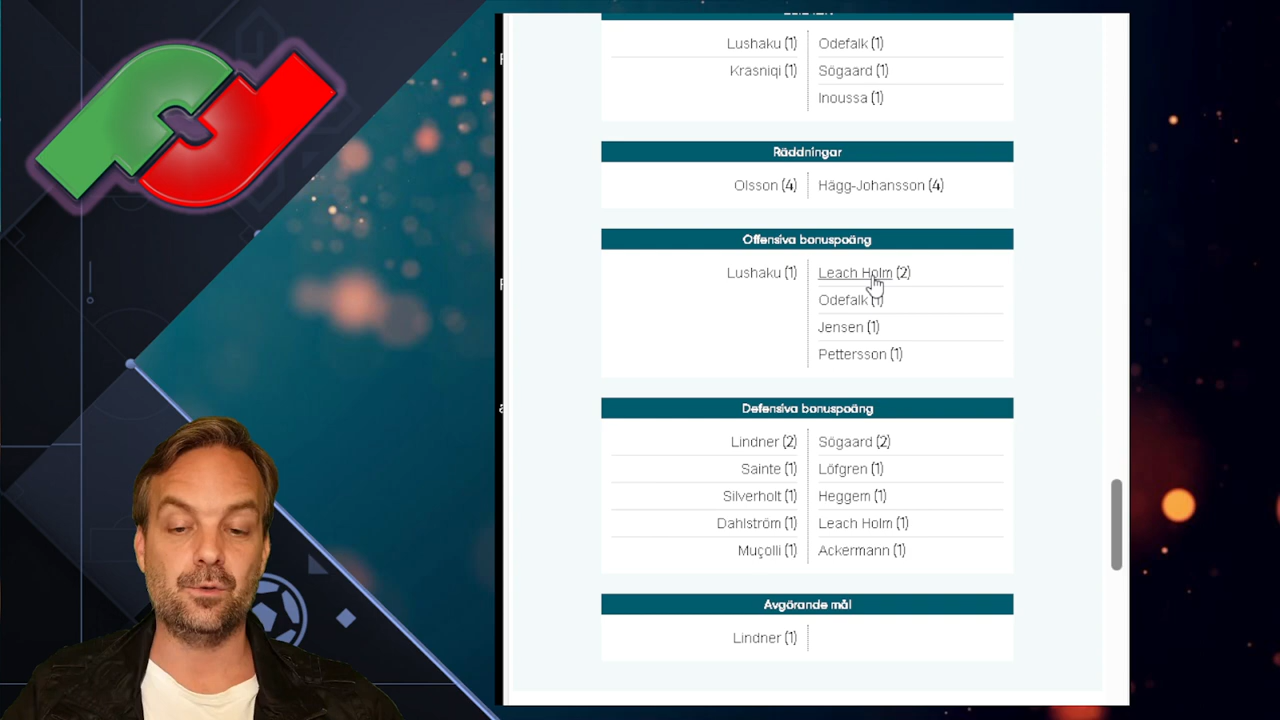 Lushaku (1) Odefalk (1)
Krasniqi (1) Sögaard (1)
Inoussa (1)
Räddningar
Olsson (4) Hägg-Johansson (4)
Offensiva bonuspoäng
Lushaku (1) Leach Holm (2)
Odefalk (1)
Jensen (1)
Pettersson (1)
Defensiva bonuspoäng
Lindner (2) Sögaard (2)
Sainte (1) Löfgren (1)
Silverholt (1) Heggem (1)
Dahlström (1) Leach Holm (1)
Muçolli (1) Ackermann (1)
Avgörande mål
Lindner (1)